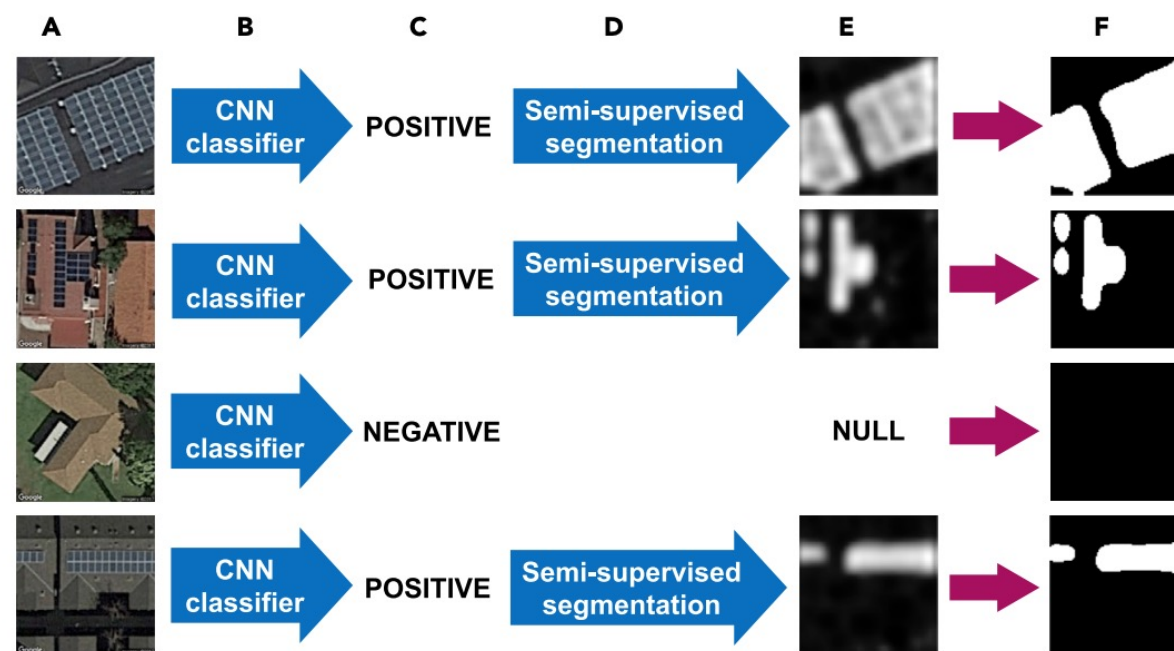 A B C D E F
CNN classifier POSITIVE Semi-supervised segmentation
Google
CNN classifier POSITIVE Semi-supervised segmentation
Google
CNN classifier NEGATIVE NULL
Google
CNN classifier POSITIVE Semi-supervised segmentation
Google